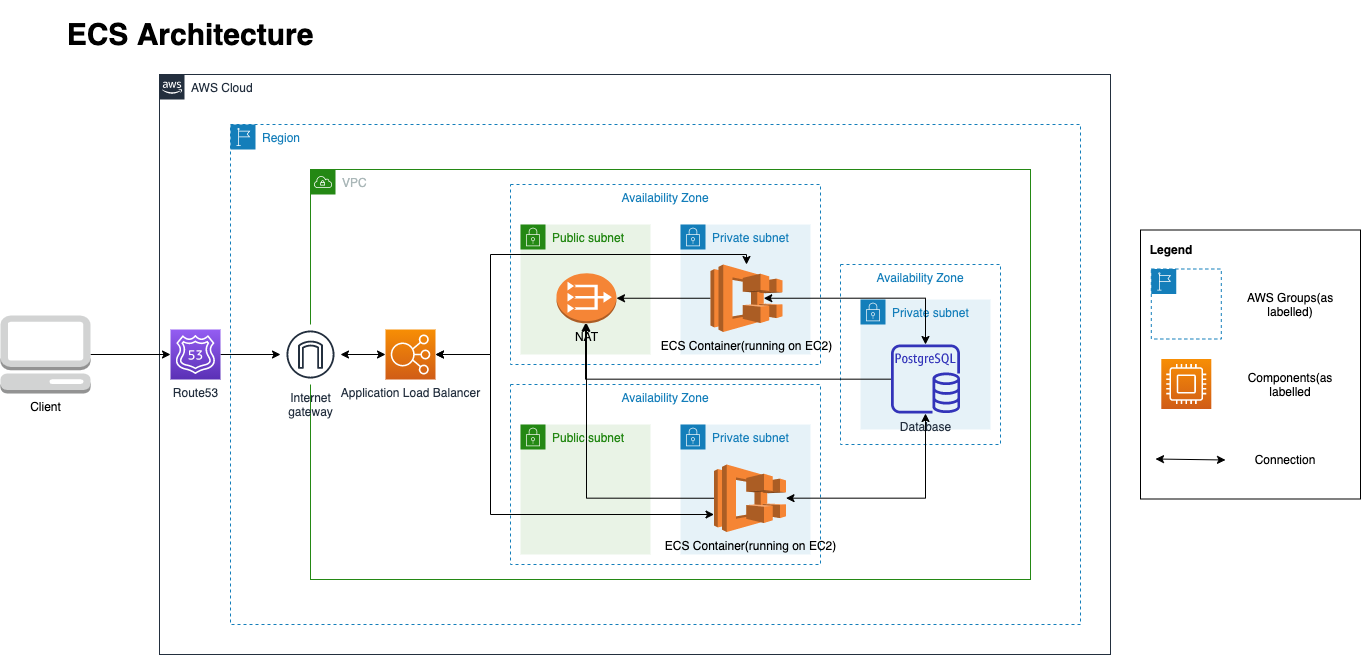 ECS Architecture
aws
AWS Cloud
Region
VPC
Availability Zone
Public subnet
Private subnet
NAT
ECS Container(running on EC2)
Availability Zone
Private subnet
PostgreSQL
Database
Availability Zone
Public subnet
Private subnet
ECS Container(running on EC2)
Client
53
Route53
Internet
gateway
Application Load Balancer
Legend
AWS Groups(as
labelled)
Components(as
labelled
Connection